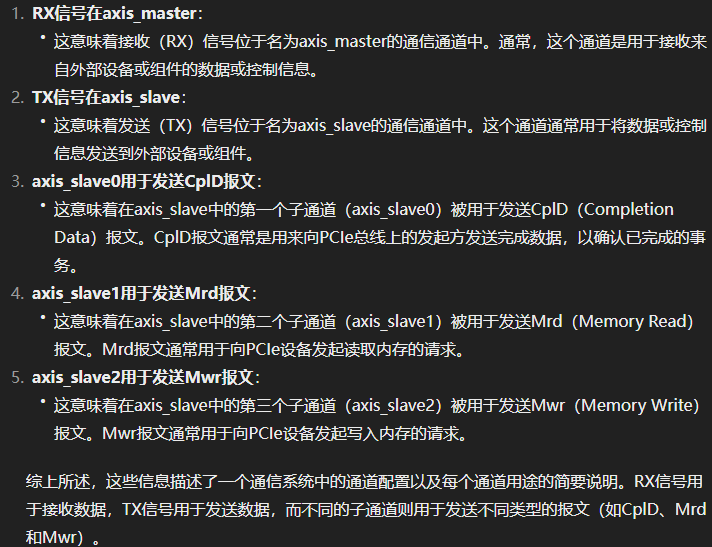 1. RX信号在axis_master：
• 这意味着接收（RX）信号位于名为axis_master的通信通道中。通常，这个通道是用于接收来
自外部设备或组件的数据或控制信息。
2. TX信号在axis_slave：
• 这意味着发送（TX）信号位于名为axis_slave的通信通道中。这个通道通常用于将数据或控制
信息发送到外部设备或组件。
3. axis_slave0用于发送CplD报文：
• 这意味着在axis_slave中的第一个子通道（axis_slave0）被用于发送CplD（Completion
Data）报文。CplD报文通常是用来向PCIe总线上的发起方发送完成数据，以确认已完成的事
务。
4. axis_slave1用于发送Mrd报文：
• 这意味着在axis_slave中的第二个子通道（axis_slave1）被用于发送Mrd（Memory Read）
报文。Mrd报文通常用于向PCIe设备发起读取内存的请求。
5. axis_slave2用于发送Mwr报文：
• 这意味着在axis_slave中的第三个子通道（axis_slave2）被用于发送Mwr（Memory Write）
报文。Mwr报文通常用于向PCIe设备发起写入内存的请求。
综上所述，这些信息描述了一个通信系统中的通道配置以及每个通道用途的简要说明。RX信号用
于接收数据，TX信号用于发送数据，而不同的子通道则用于发送不同类型的报文（如CplD、Mrd
和Mwr）。